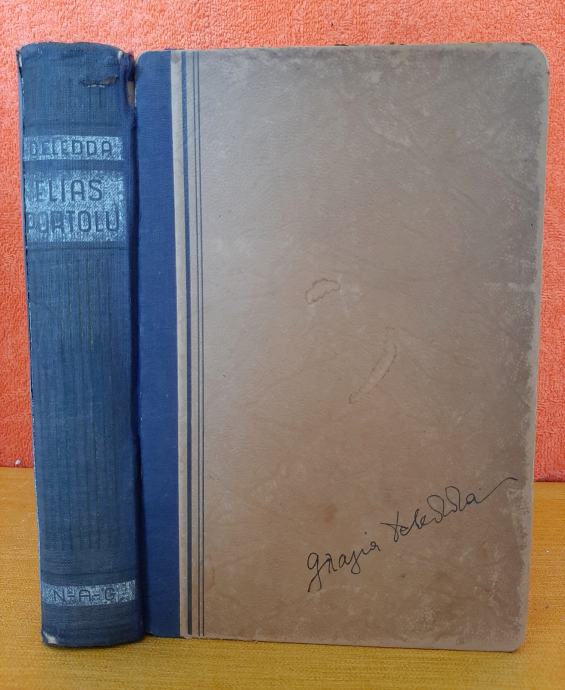 DELEDDA
ELIAS
PORTOLU
N-A-G
Grazia Deledda